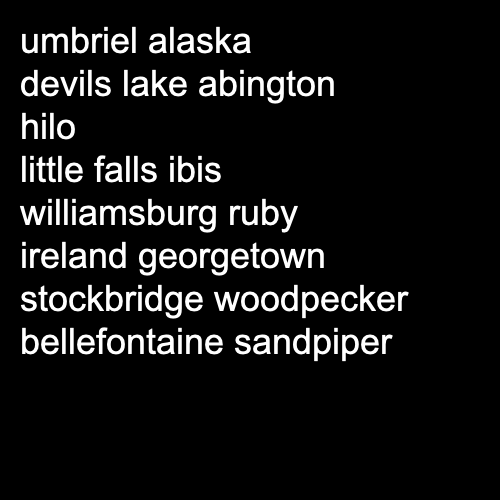 umbriel alaska
devils lake abington
hilo
little falls ibis
williamsburg ruby
ireland georgetown
stockbridge woodpecker
bellefontaine sandpiper